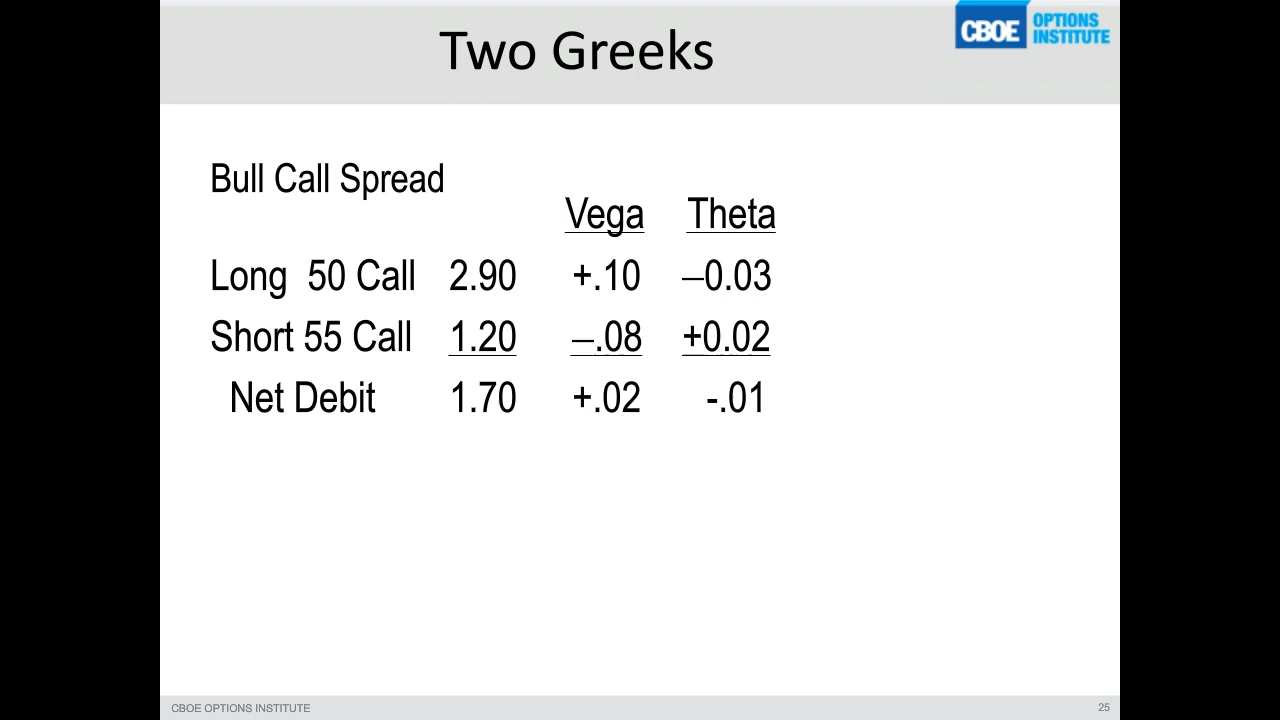 Two Greeks
CBOE OPTIONS
INSTITUTE
Bull Call Spread
Vega Theta
Long 50 Call 2.90 +.10 –0.03
Short 55 Call 1.20 –.08 +0.02
Net Debit 1.70 +.02 -.01
CBOE OPTIONS INSTITUTE 25